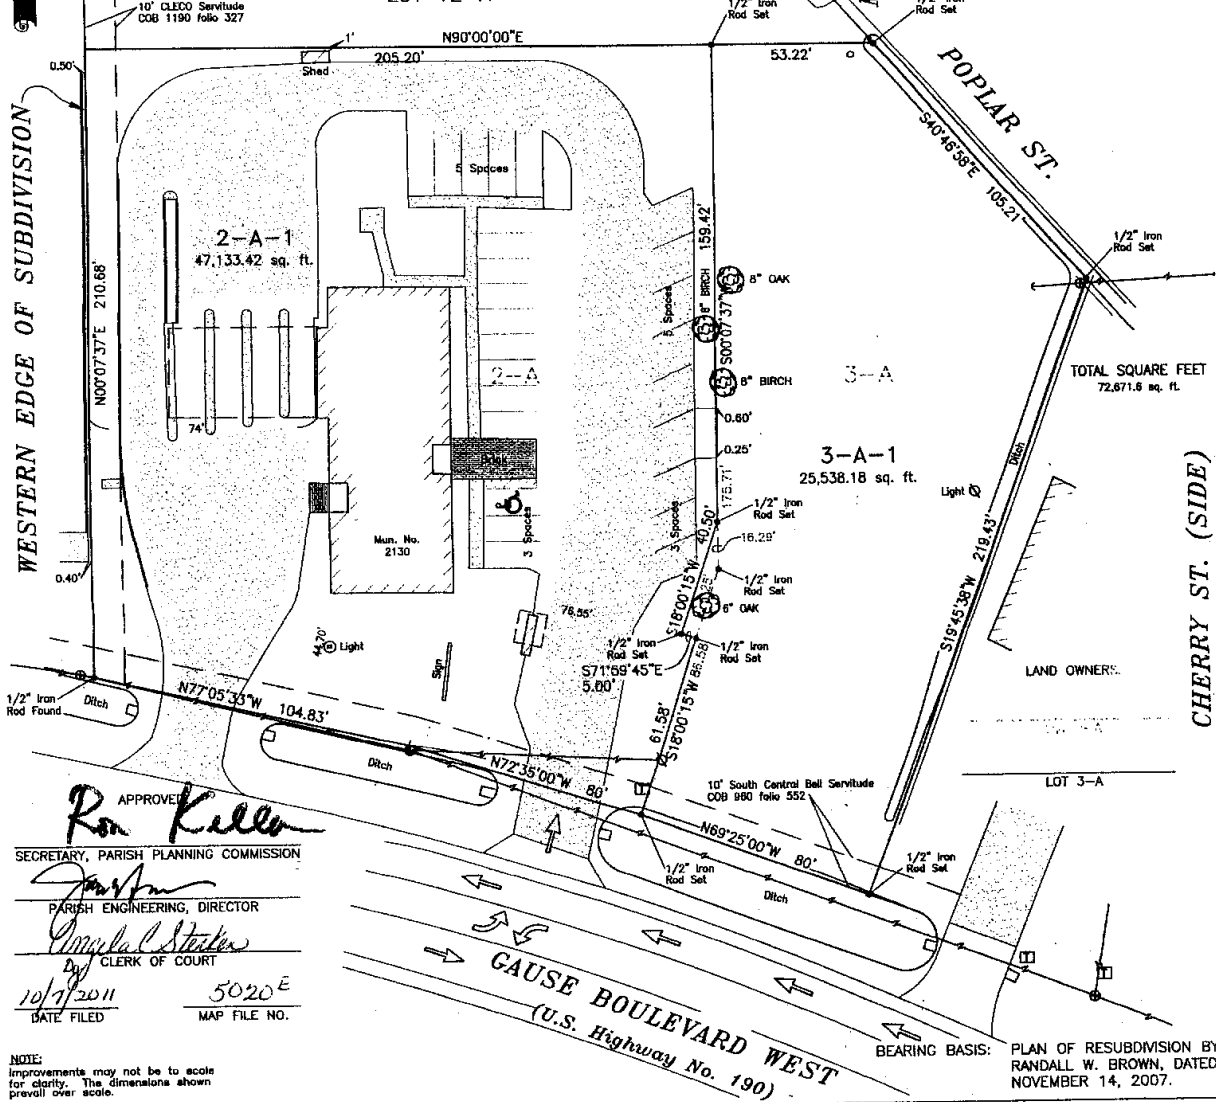 10' CLECO Servitude
COB 1190 folio 327
1/2" Iron
Rod Set
1/2" Iron
Rod Set
N90°00'00"E
205.20'
53.22'
1'
Shed
0.50'
POPLAR ST.
S40°46'58"E 105.21'
WESTERN EDGE OF SUBDIVISION
N00°07'37"E 210.68'
5 Spaces
2-A-1
47,133.42 sq. ft.
159.42'
S00°07'37"W
8" OAK
8" BIRCH
5 Spaces
8" BIRCH
1/2" Iron
Rod Set
2-A
3-A
TOTAL SQUARE FEET
72,671.6 sq. ft.
74'
0.60'
0.25'
175.71'
3-A-1
25,538.18 sq. ft.
Ditch
Light
Brick
3 Spaces
3 Spaces
40.50'
1/2" Iron
Rod Set
16.29'
Mun. No.
2130
1/2" Iron
Rod Set
S18°00'15"W
6" OAK
219.43'
S19°45'38"W
CHERRY ST. (SIDE)
0.40'
76.55'
44.70'
Light
Sign
1/2" Iron
Rod Set
1/2" Iron
Rod Set
S71°59'45"E
5.00'
LAND OWNERS.
1/2" Iron
Rod Found
Ditch
N77°05'33"W 104.83'
61.58'
S18°00'15"W 86.58'
Ditch
N72°35'00"W 80'
10' South Central Bell Servitude
COB 960 folio 552
LOT 3-A
N69°25'00"W 80'
1/2" Iron
Rod Set
1/2" Iron
Rod Set
Ditch
APPROVED
Ron Keller
SECRETARY, PARISH PLANNING COMMISSION
PARISH ENGINEERING, DIRECTOR
Angela C
CLERK OF COURT
10/7/2011
5020 E
DATE FILED
MAP FILE NO.
GAUSE BOULEVARD WEST
(U.S. Highway No. 190)
BEARING BASIS: PLAN OF RESUBDIVISION BY
RANDALL W. BROWN, DATED
NOVEMBER 14, 2007.
NOTE:
Improvements may not be to scale
for clarity. The dimensions shown
prevail over scale.